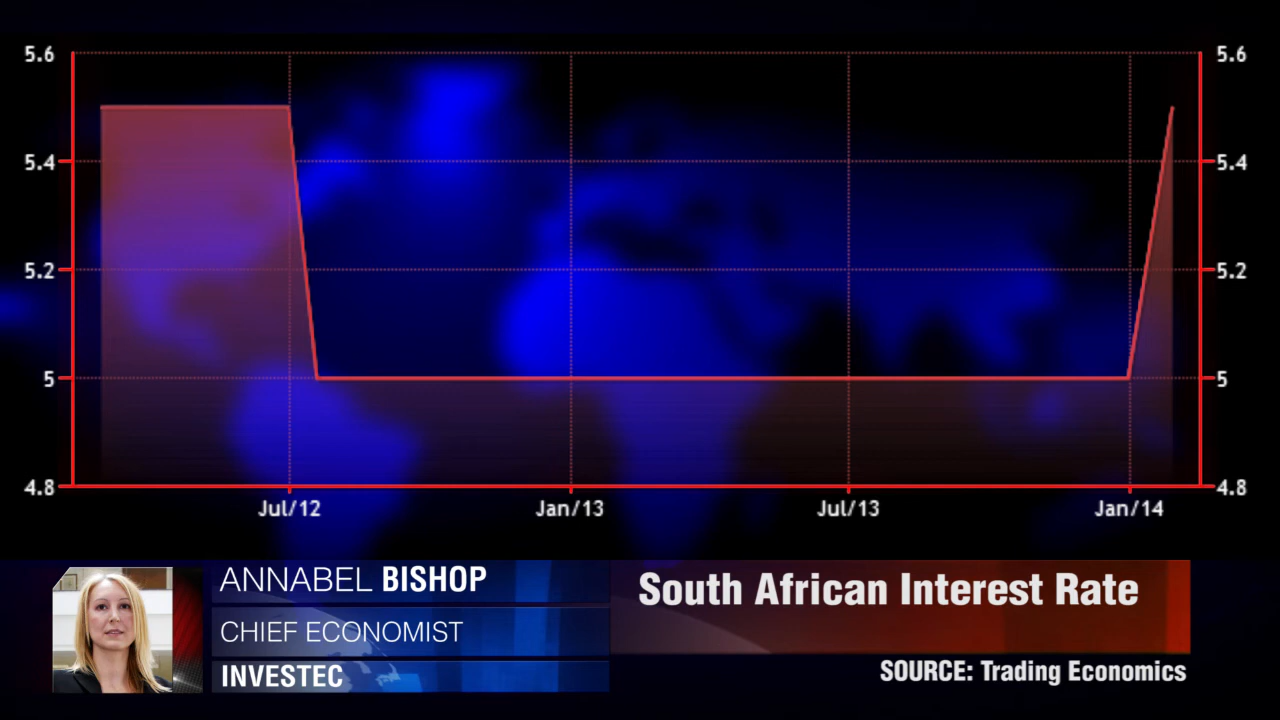 5.6 5.6
5.4 5.4
5.2 5.2
5 5
4.8 4.8
Jul/12 Jan/13 Jul/13 Jan/14
ANNABEL BISHOP
CHIEF ECONOMIST
INVESTEC
South African Interest Rate
SOURCE: Trading Economics